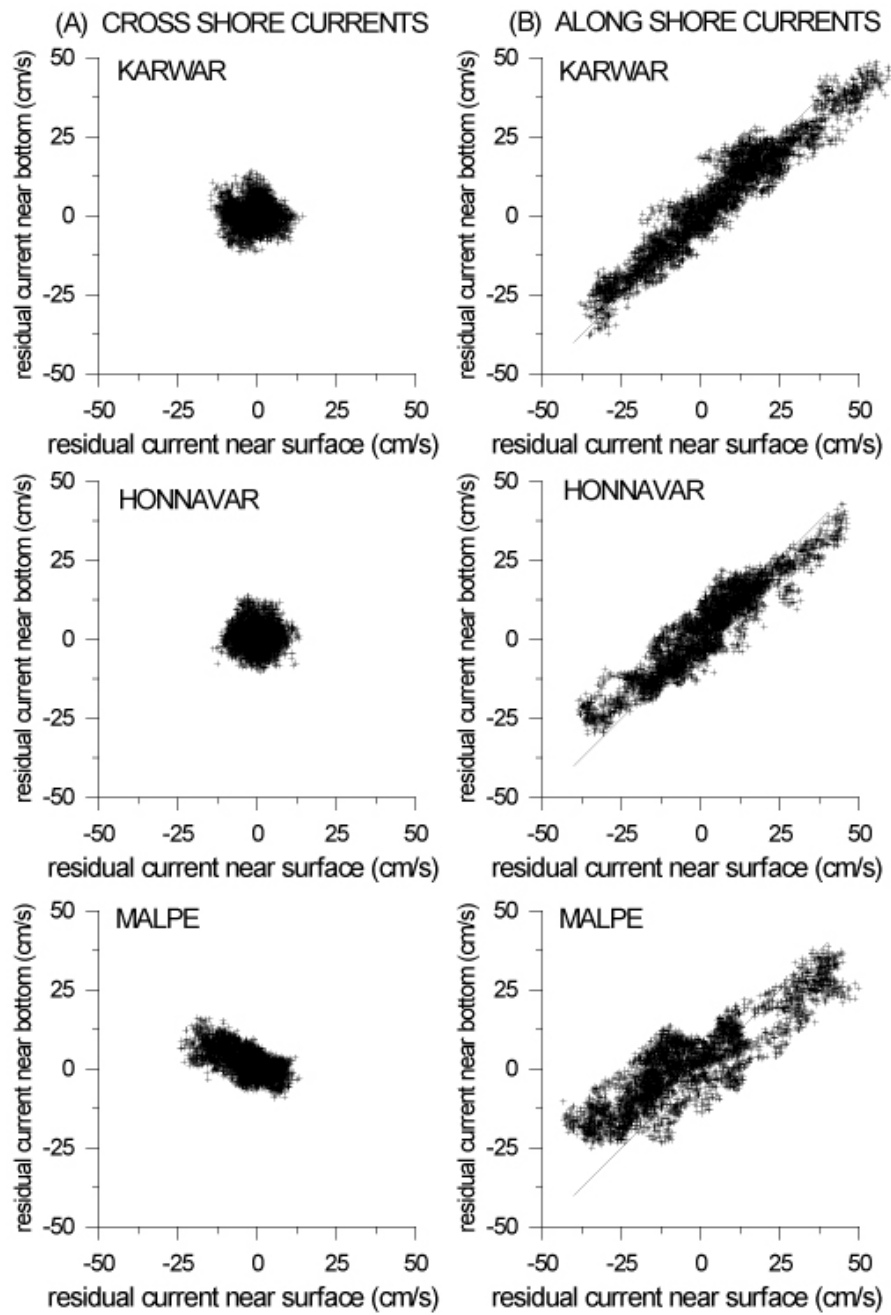 (A) CROSS SHORE CURRENTS
(B) ALONG SHORE CURRENTS
KARWAR
residual current near bottom (cm/s)
50
25
0
-25
-50
-50 -25 0 25 50
residual current near surface (cm/s)
KARWAR
residual current near bottom (cm/s)
50
25
0
-25
-50
-50 -25 0 25 50
residual current near surface (cm/s)
HONNAVAR
residual current near bottom (cm/s)
50
25
0
-25
-50
-50 -25 0 25 50
residual current near surface (cm/s)
HONNAVAR
residual current near bottom (cm/s)
50
25
0
-25
-50
-50 -25 0 25 50
residual current near surface (cm/s)
MALPE
residual current near bottom (cm/s)
50
25
0
-25
-50
-50 -25 0 25 50
residual current near surface (cm/s)
MALPE
residual current near bottom (cm/s)
50
25
0
-25
-50
-50 -25 0 25 50
residual current near surface (cm/s)